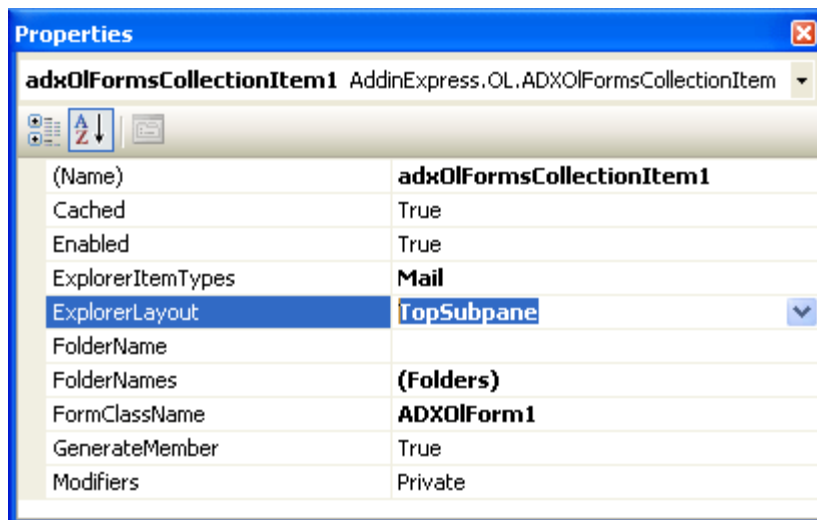 Properties
adxOlFormsCollectionItem1 AddinExpress.OL.ADXOlFormsCollectionItem
A
Z
(Name) adxOlFormsCollectionItem1
Cached True
Enabled True
ExplorerItemTypes Mail
ExplorerLayout TopSubpane
FolderName
FolderNames (Folders)
FormClassName ADXOlForm1
GenerateMember True
Modifiers Private